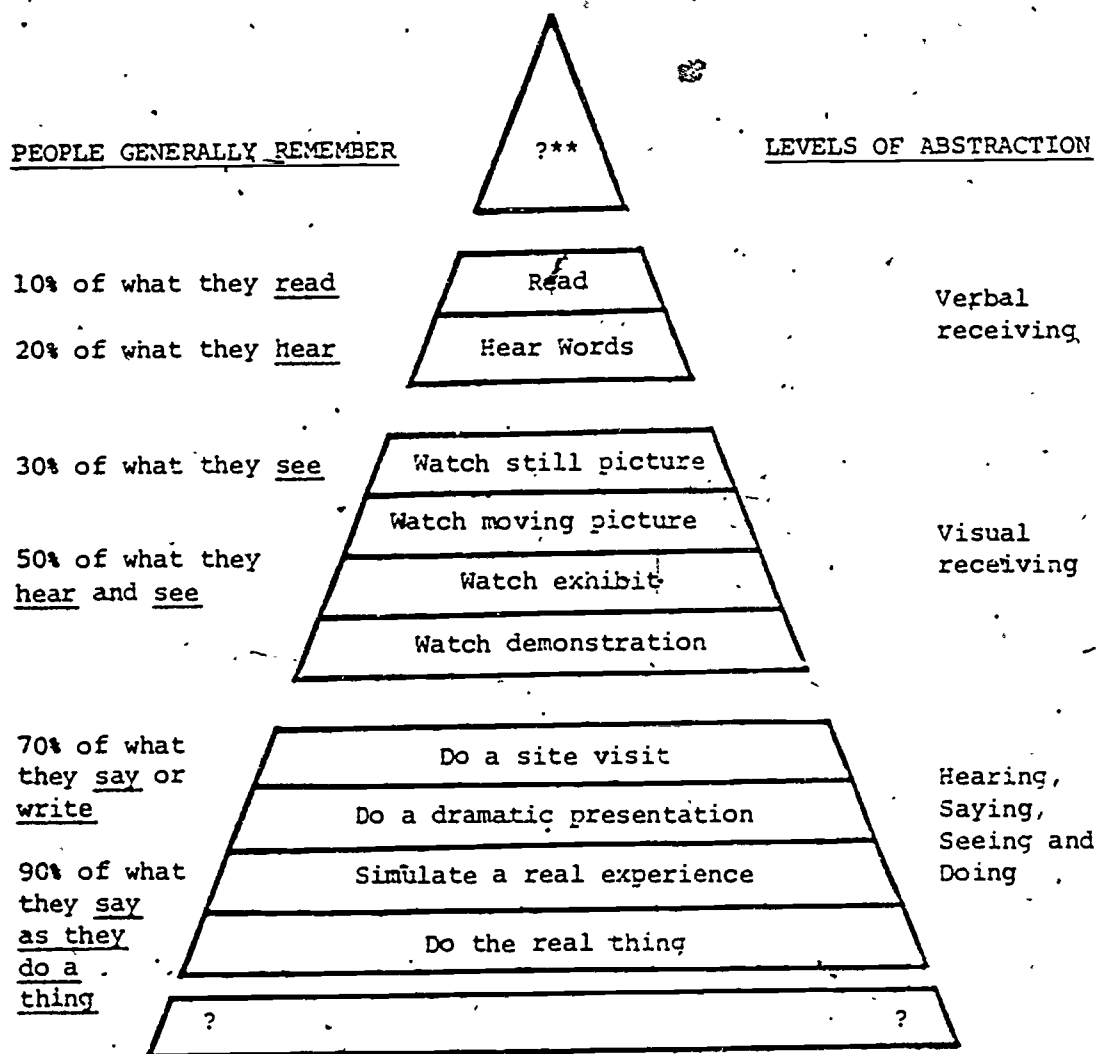 ?**
PEOPLE GENERALLY REMEMBER
LEVELS OF ABSTRACTION
10% of what they read
Read
Verbal
receiving
20% of what they hear
Hear Words
30% of what they see
Watch still picture
Watch moving picture
50% of what they
hear and see
Visual
receiving
Watch exhibit
Watch demonstration
70% of what
they say or
write
Do a site visit
Do a dramatic presentation
Hearing,
Saying,
Seeing and
Doing
90% of what
they say
as they
do a
thing
Simulate a real experience
Do the real thing
?
?